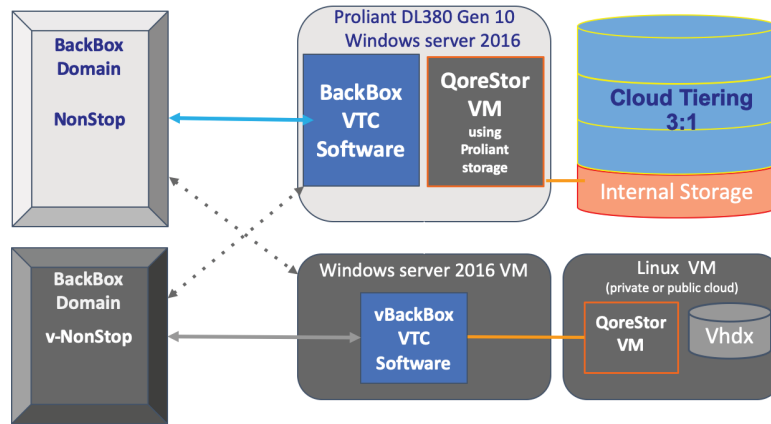 BackBox
Domain
NonStop
Proliant DL380 Gen 10
Windows server 2016
BackBox
VTC
Software
QoreStor
VM
using
Proliant
storage
Cloud Tiering
3:1
Internal Storage
BackBox
Domain
v-NonStop
Windows server 2016 VM
vBackBox
VTC
Software
Linux VM
(private or public cloud)
QoreStor
VM
Vhdx